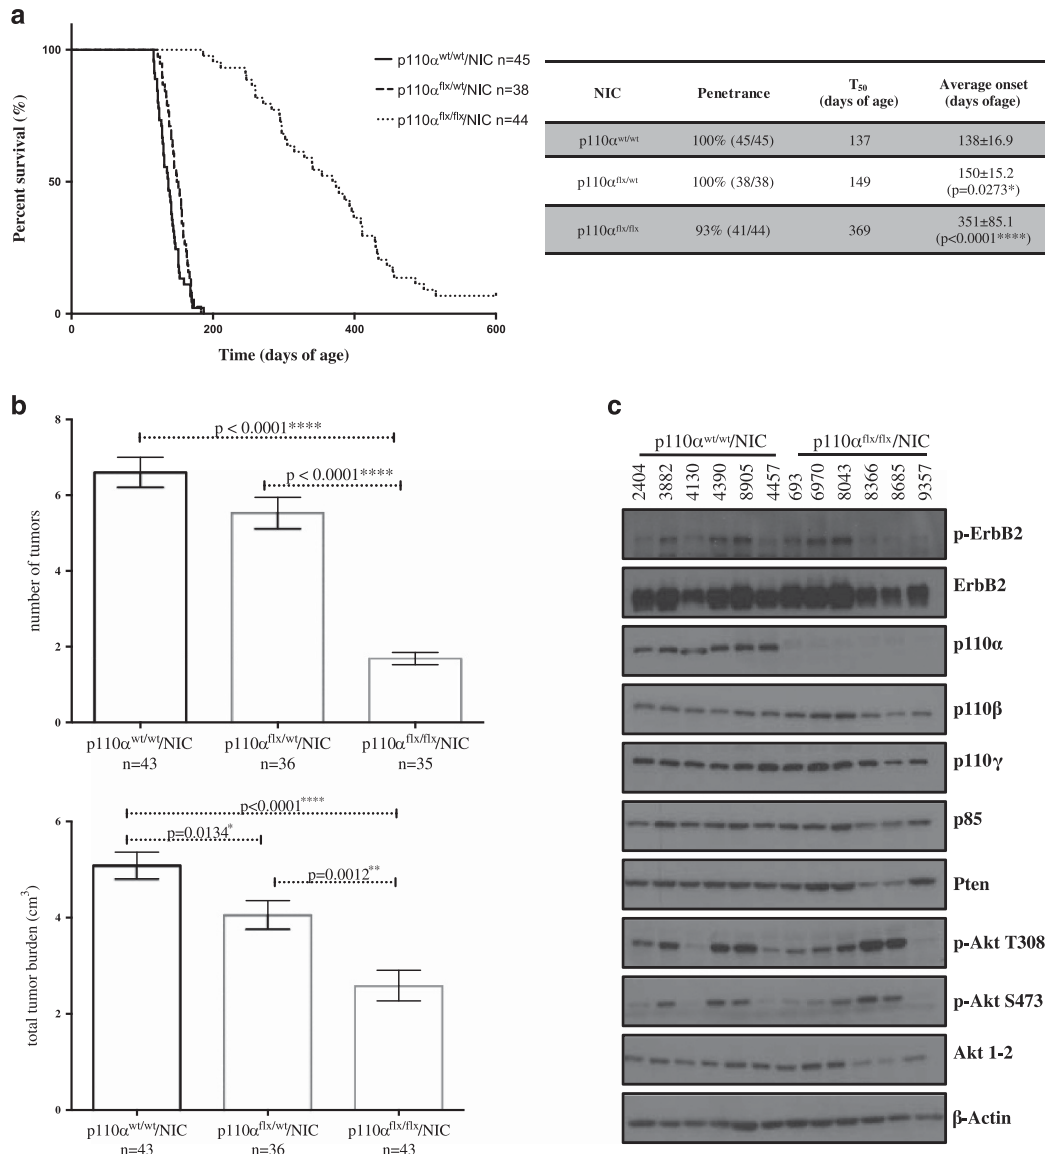 a
100
50
0
Percent survival (%)
0 200 400 600
Time (days of age)
p110α^wt/wt/NIC n=45
p110α^flx/wt/NIC n=38
p110α^flx/flx/NIC n=44
NIC Penetrance T50 (days of age) Average onset (days ofage)
p110α^wt/wt 100% (45/45) 137 138±16.9
p110α^flx/wt 100% (38/38) 149 150±15.2 (p=0.0273*)
p110α^flx/flx 93% (41/44) 369 351±85.1 (p<0.0001****)
b
8
6
4
2
0
number of tumors
p < 0.0001****
p < 0.0001****
p110α^wt/wt/NIC p110α^flx/wt/NIC p110α^flx/flx/NIC
n=43 n=36 n=35
6
4
2
0
total tumor burden (cm³)
p<0.0001****
p=0.0134*
p=0.0012**
p110α^wt/wt/NIC p110α^flx/wt/NIC p110α^flx/flx/NIC
n=43 n=36 n=43
c
p110α^wt/wt/NIC p110α^flx/flx/NIC
2404 3882 4130 4390 8905 4457 693 6970 8043 8366 8685 9357
p-ErbB2
ErbB2
p110α
p110β
p110γ
p85
Pten
p-Akt T308
p-Akt S473
Akt 1-2
β-Actin